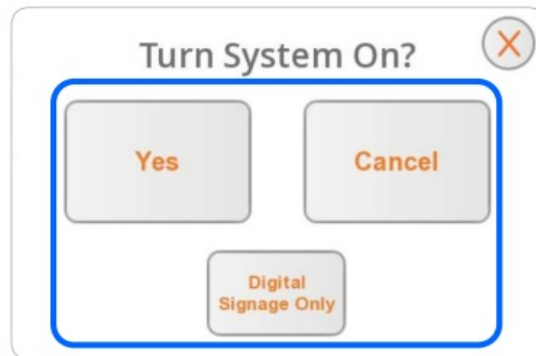 Turn System On?
Yes
Cancel
Digital
Signage Only